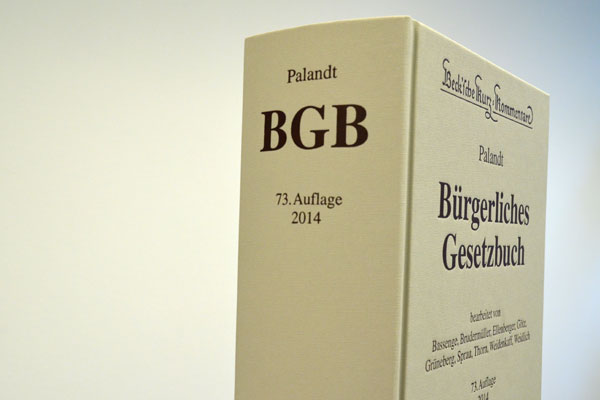 Palandt
BGB
73. Auflage
2014
Beck'sche Kurz-Kommentare
Palandt
Bürgerliches
Gesetzbuch
bearbeitet von
Bassenge, Brudermüller, Ellenberger, Götz,
Grüneberg, Sprau, Thorn, Weidenkaff, Weidlich
73. Auflage
2014